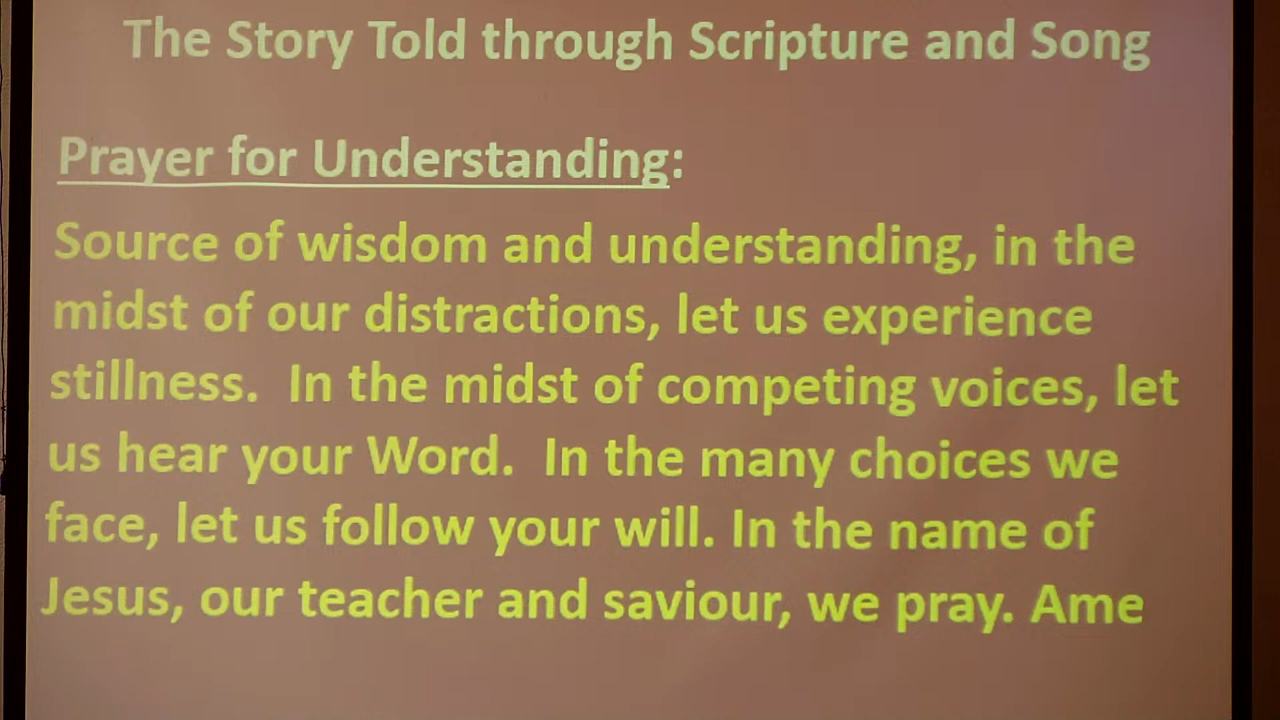 The Story Told through Scripture and Song
Prayer for Understanding:
Source of wisdom and understanding, in the
midst of our distractions, let us experience
stillness.  In the midst of competing voices, let
us hear your Word.  In the many choices we
face, let us follow your will. In the name of
Jesus, our teacher and saviour, we pray. Ame